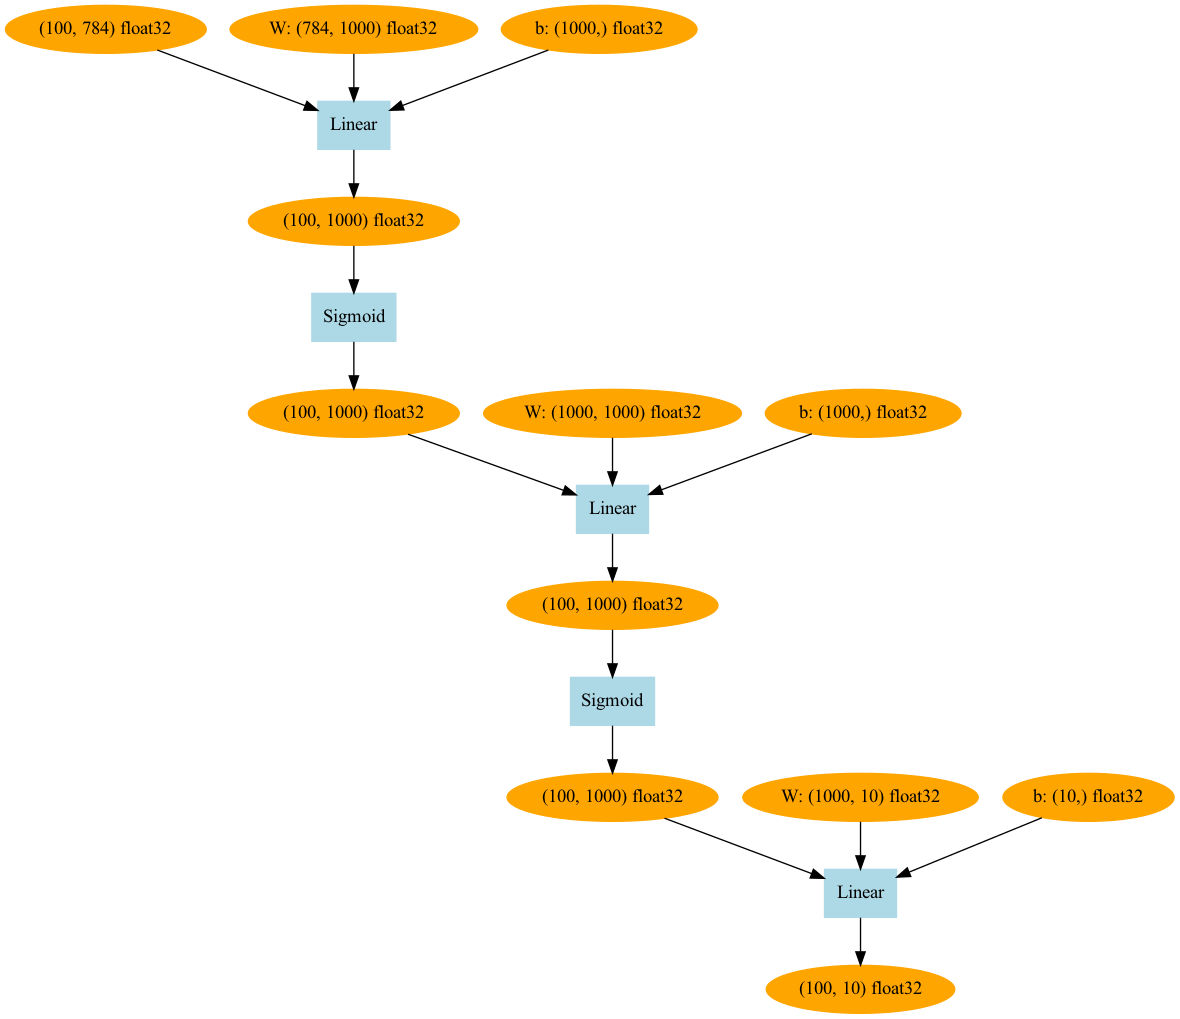 (100, 784) float32
W: (784, 1000) float32
b: (1000,) float32
Linear
(100, 1000) float32
Sigmoid
(100, 1000) float32
W: (1000, 1000) float32
b: (1000,) float32
Linear
(100, 1000) float32
Sigmoid
(100, 1000) float32
W: (1000, 10) float32
b: (10,) float32
Linear
(100, 10) float32